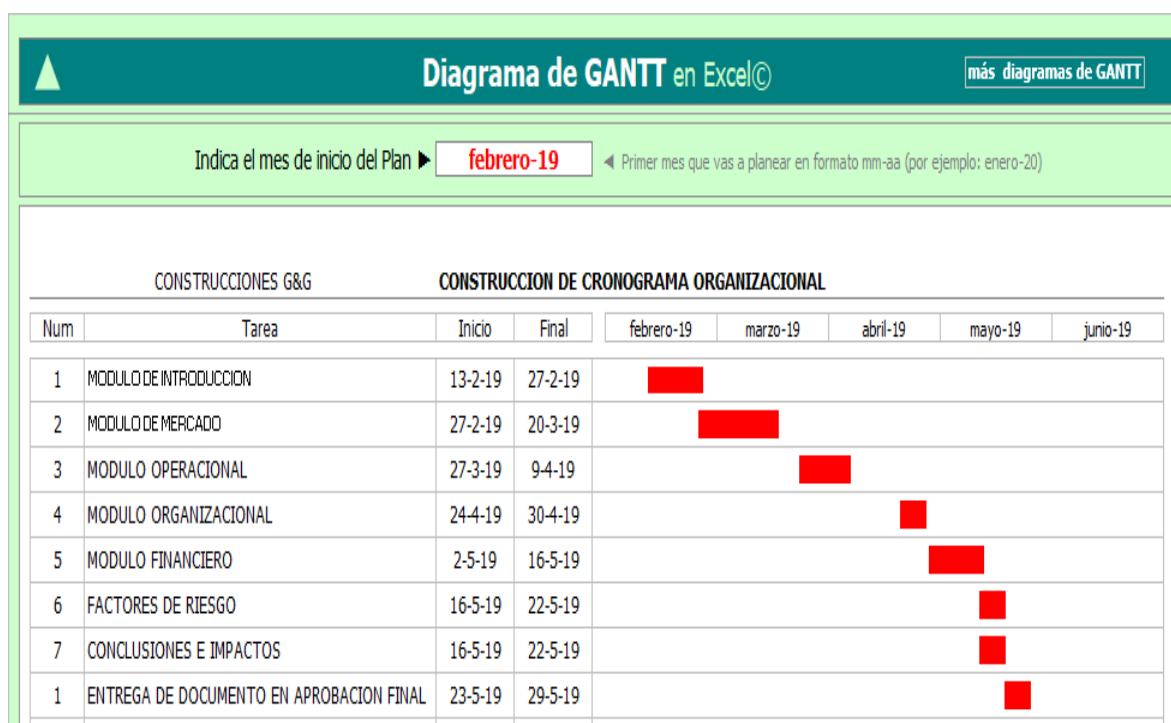 Diagrama de GANTT en Excel©
más diagramas de GANTT
Indica el mes de inicio del Plan ► febrero-19 ◄ Primer mes que vas a planear en formato mm-aa (por ejemplo: enero-20)
CONSTRUCCIONES G&G CONSTRUCCION DE CRONOGRAMA ORGANIZACIONAL
Num Tarea Inicio Final febrero-19 marzo-19 abril-19 mayo-19 junio-19
1 MODULO DE INTRODUCCION 13-2-19 27-2-19
2 MODULO DE MERCADO 27-2-19 20-3-19
3 MODULO OPERACIONAL 27-3-19 9-4-19
4 MODULO ORGANIZACIONAL 24-4-19 30-4-19
5 MODULO FINANCIERO 2-5-19 16-5-19
6 FACTORES DE RIESGO 16-5-19 22-5-19
7 CONCLUSIONES E IMPACTOS 16-5-19 22-5-19
1 ENTREGA DE DOCUMENTO EN APROBACION FINAL 23-5-19 29-5-19